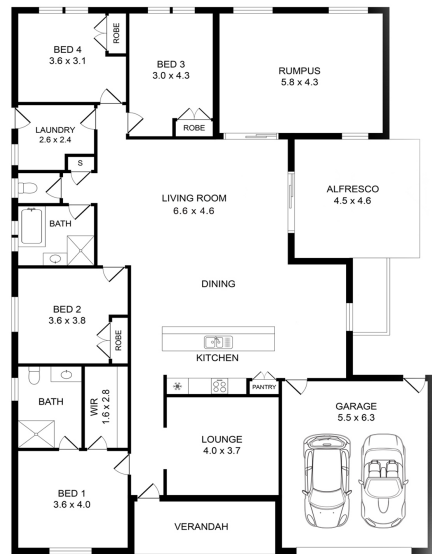 BED 4
3.6 x 3.1
ROBE
BED 3
3.0 x 4.3
ROBE
RUMPUS
5.8 x 4.3
LAUNDRY
2.6 x 2.4
S
LIVING ROOM
6.6 x 4.6
ALFRESCO
4.5 x 4.6
BATH
DINING
BED 2
3.6 x 3.8
ROBE
KITCHEN
PANTRY
BATH
WIR
1.6 x 2.8
LOUNGE
4.0 x 3.7
GARAGE
5.5 x 6.3
BED 1
3.6 x 4.0
VERANDAH